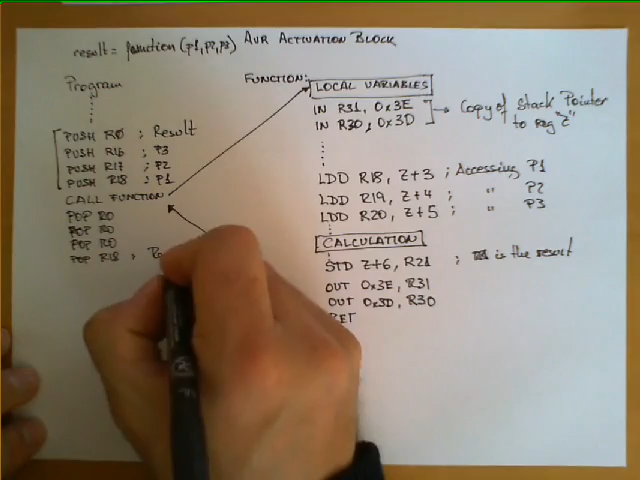 result = function (P1, P2, P3) AVR ACTIVATION BLOCK
Program
PUSH R0 ; Result
PUSH R16 ; P3
PUSH R17 ; P2
PUSH R18 ; P1
CALL FUNCTION
POP R0
POP R0
POP R0
POP R18 ;
FUNCTION:
LOCAL VARIABLES
IN R31, 0x3E
IN R30, 0x3D
Copy of Stack Pointer
to Reg "Z"
LDD R18, Z+3 ; Accessing P1
LDD R19, Z+4 ; " P2
LDD R20, Z+5 ; " P3
CALCULATION
STD Z+6, R21 ; is the result
OUT 0x3E, R31
OUT 0x3D, R30
RET